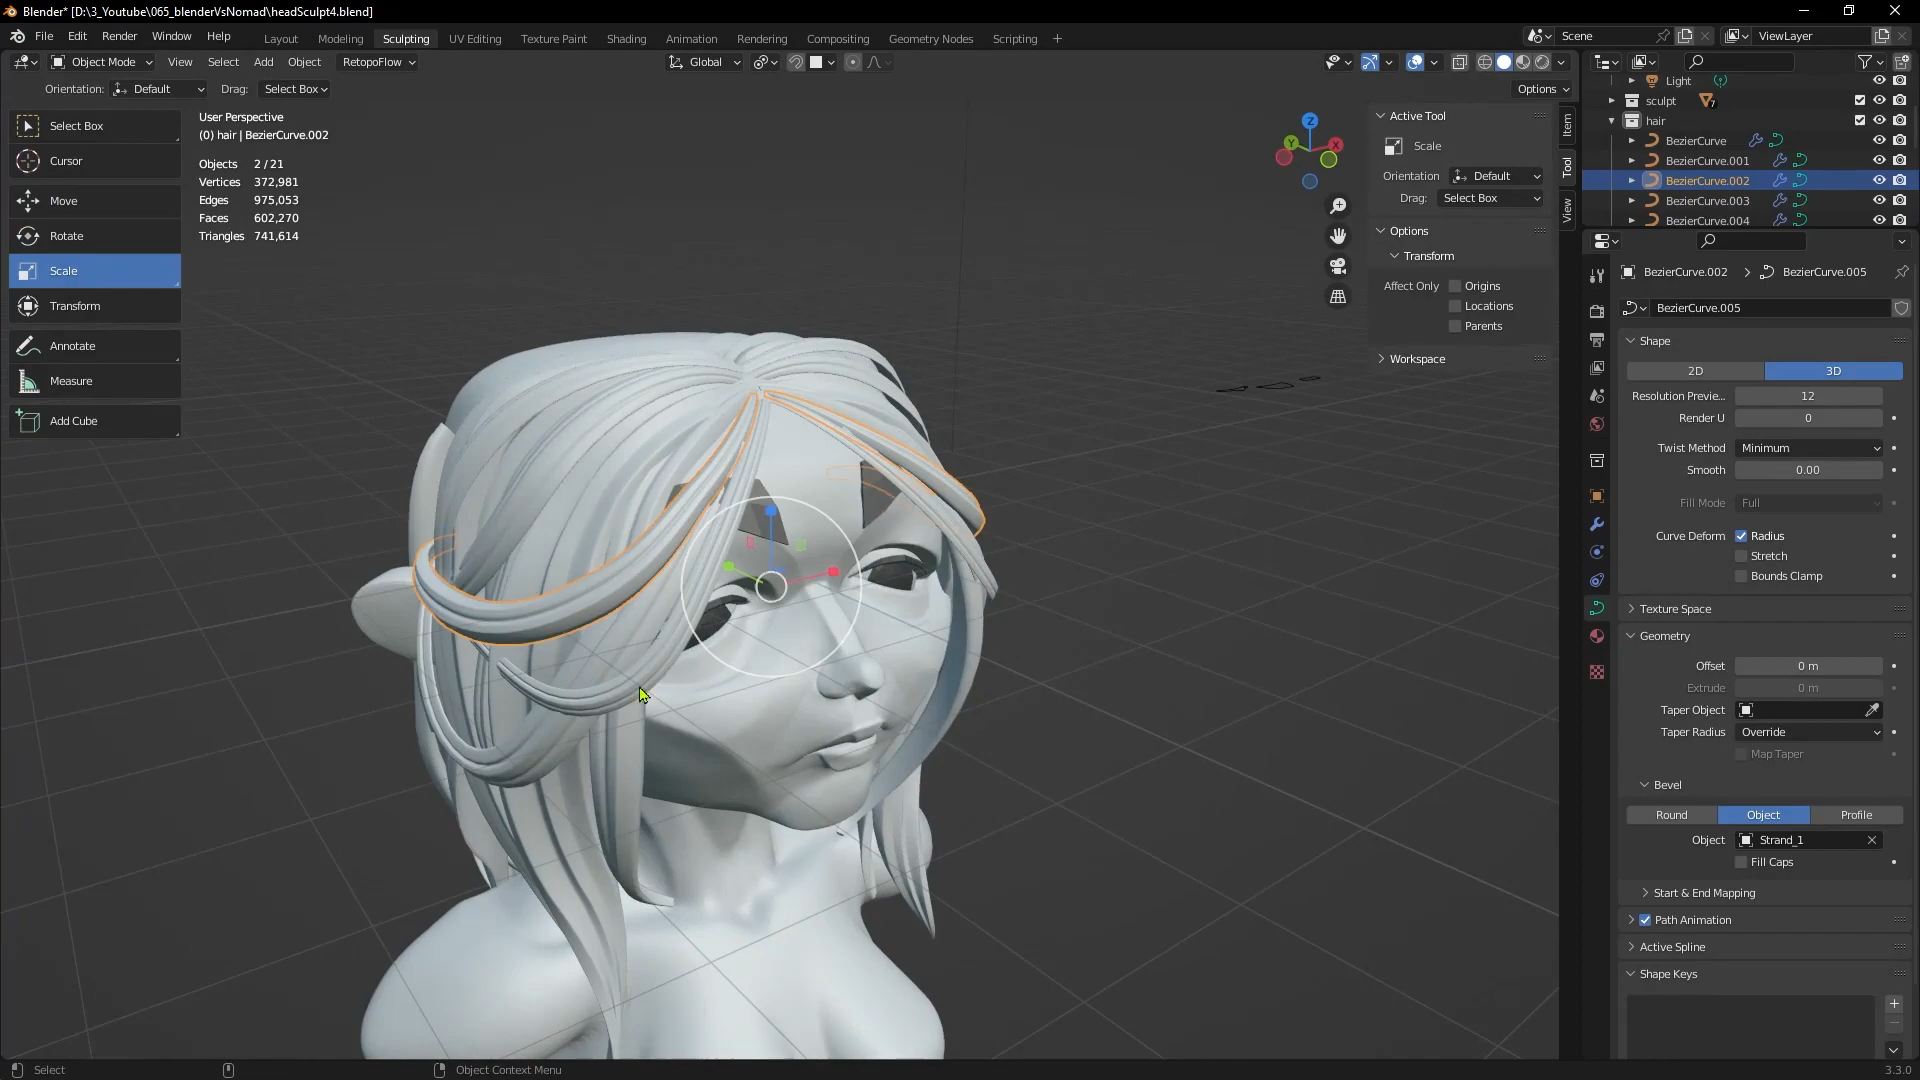 Blender* [D:\3_Youtube\065_blenderVsNomad\headSculpt4.blend]
File Edit Render Window Help Layout Modeling Sculpting UV Editing Texture Paint Shading Animation Rendering Compositing Geometry Nodes Scripting + Scene ViewLayer
Object Mode View Select Add Object RetopoFlow Global
Orientation: Default Drag: Select Box Options
Select Box
Cursor
Move
Rotate
Scale
Transform
Annotate
Measure
Add Cube
User Perspective
(0) hair | BezierCurve.002
Objects 2 / 21
Vertices 372,981
Edges 975,053
Faces 602,270
Triangles 741,614
Z
Y
X
Active Tool
Scale
Orientation Default
Drag: Select Box
Options
Transform
Affect Only Origins
Locations
Parents
Workspace
Item
Tool
View
Light
sculpt 7
hair
BezierCurve
BezierCurve.001
BezierCurve.002
BezierCurve.003
BezierCurve.004
BezierCurve.002 BezierCurve.005
BezierCurve.005
Shape
2D 3D
Resolution Previe... 12
Render U 0
Twist Method Minimum
Smooth 0.00
Fill Mode Full
Curve Deform Radius
Stretch
Bounds Clamp
Texture Space
Geometry
Offset 0 m
Extrude 0 m
Taper Object
Taper Radius Override
Map Taper
Bevel
Round Object Profile
Object Strand_1
Fill Caps
Start & End Mapping
Path Animation
Active Spline
Shape Keys
Select Object Context Menu 3.3.0